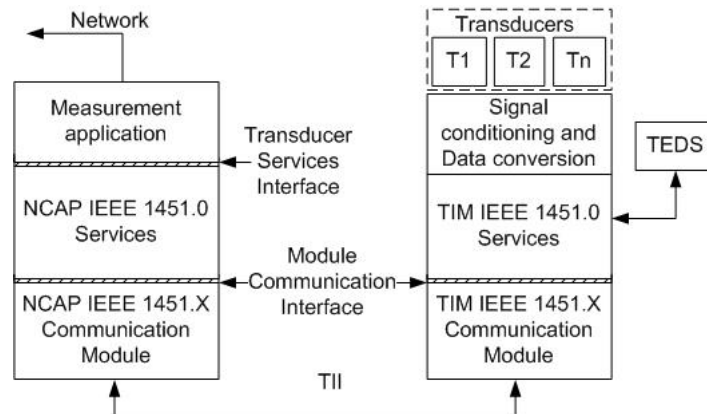 Network
Measurement
application
Transducer
Services
Interface
NCAP IEEE 1451.0
Services
Module
Communication
Interface
NCAP IEEE 1451.X
Communication
Module
TII
Transducers
T1 T2 Tn
Signal
conditioning and
Data conversion
TEDS
TIM IEEE 1451.0
Services
TIM IEEE 1451.X
Communication
Module